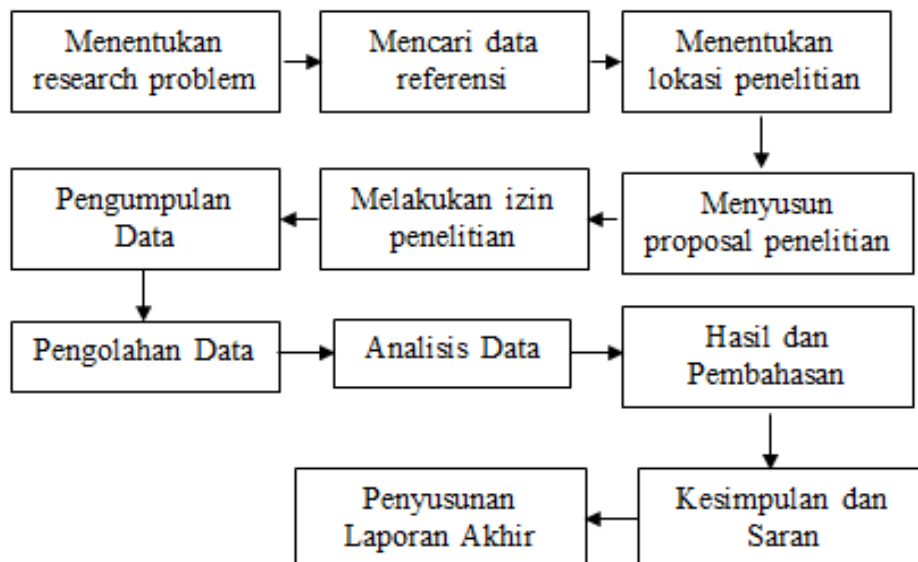 Menentukan
research problem
Mencari data
referensi
Menentukan
lokasi penelitian
Menyusun
proposal penelitian
Melakukan izin
penelitian
Pengumpulan
Data
Pengolahan Data
Analisis Data
Hasil dan
Pembahasan
Kesimpulan dan
Saran
Penyusunan
Laporan Akhir